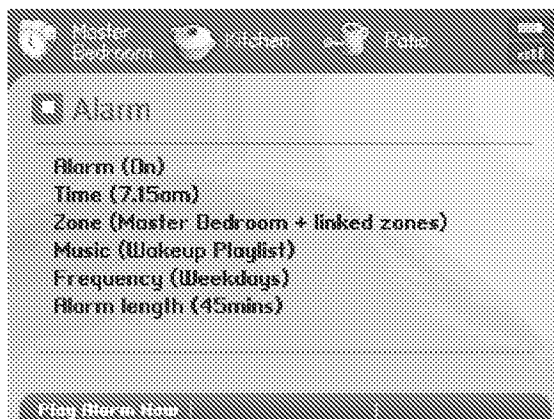 Master Bedroom
Kitchen
Patio
Alarm
Alarm (On)
Time (7.15am)
Zone (Master Bedroom + linked zones)
Music (Wakeup Playlist)
Frequency (Weekdays)
Alarm length (45mins)
Play Alarm Now